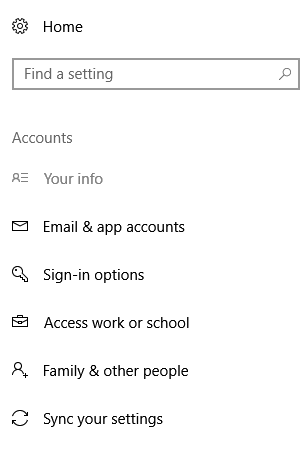 Home
Find a setting
Accounts
Your info
Email & app accounts
Sign-in options
Access work or school
Family & other people
Sync your settings